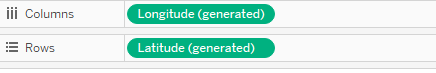 Columns Longitude (generated)
Rows Latitude (generated)